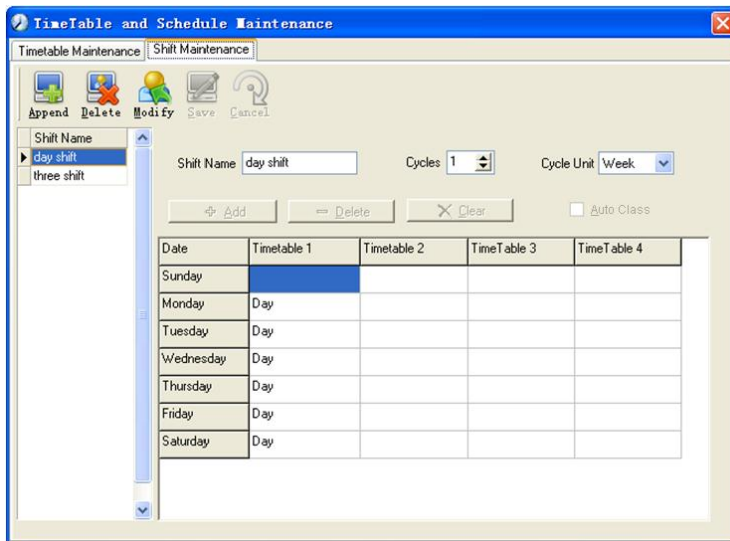 TimeTable and Schedule Maintenance
Timetable Maintenance Shift Maintenance
Append Delete Modify Save Cancel
Shift Name
day shift
three shift
Shift Name day shift Cycles 1 Cycle Unit Week
Add Delete Clear Auto Class
Date Timetable 1 Timetable 2 TimeTable 3 TimeTable 4
Sunday
Monday Day
Tuesday Day
Wednesday Day
Thursday Day
Friday Day
Saturday Day